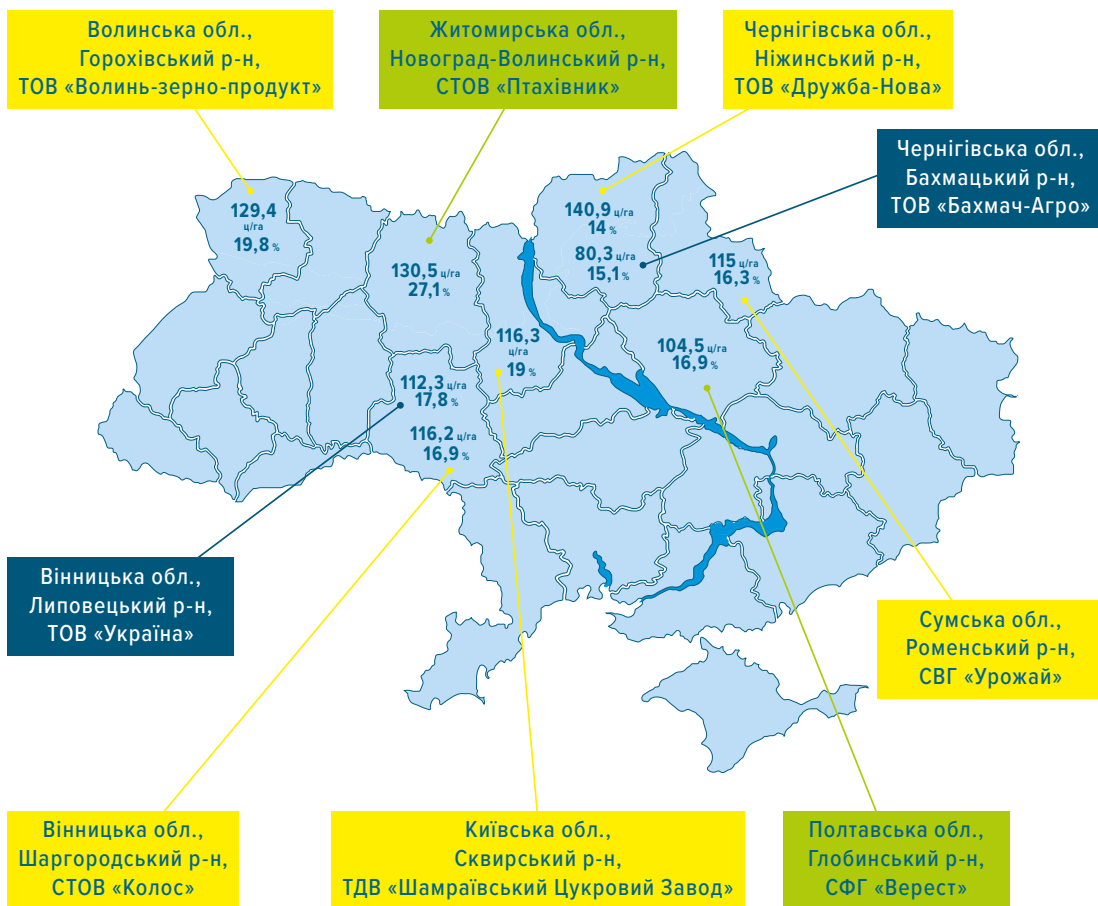 Волинська обл.,
Горохівський р-н,
ТОВ «Волинь-зерно-продукт»
Житомирська обл.,
Новоград-Волинський р-н,
СТОВ «Птахівник»
Чернігівська обл.,
Ніжинський р-н,
ТОВ «Дружба-Нова»
Чернігівська обл.,
Бахмацький р-н,
ТОВ «Бахмач-Агро»
129,4
ц/га
19,8 %
130,5 ц/га
27,1 %
140,9 ц/га
14 %
80,3 ц/га
15,1 %
115 ц/га
16,3 %
116,3
ц/га
19 %
104,5 ц/га
16,9 %
112,3 ц/га
17,8 %
116,2 ц/га
16,9 %
Вінницька обл.,
Липовецький р-н,
ТОВ «Україна»
Сумська обл.,
Роменський р-н,
СВГ «Урожай»
Вінницька обл.,
Шаргородський р-н,
СТОВ «Колос»
Київська обл.,
Сквирський р-н,
ТДВ «Шамраївський Цукровий Завод»
Полтавська обл.,
Глобинський р-н,
СФГ «Верест»